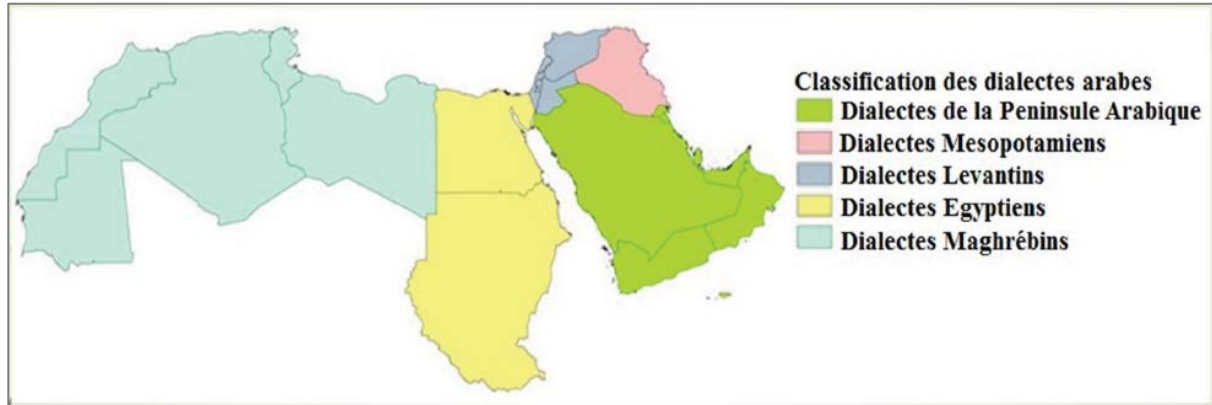 Classification des dialectes arabes
Dialectes de la Peninsule Arabique
Dialectes Mesopotamiens
Dialectes Levantins
Dialectes Egyptiens
Dialectes Maghrébins